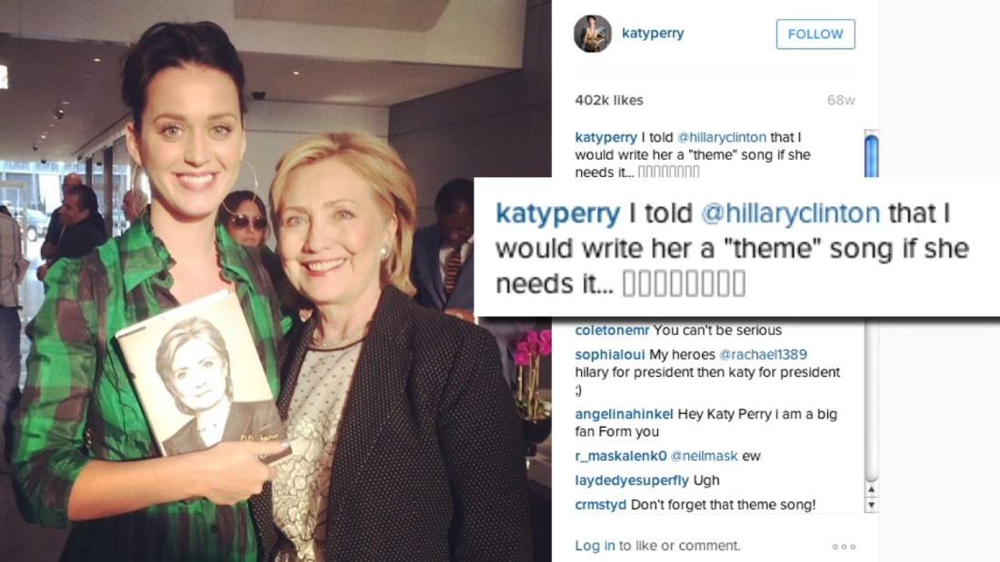 katyperry
FOLLOW
402k likes
68w
katyperry I told @hillaryclinton that I
would write her a "theme" song if she
needs it...
katyperry I told @hillaryclinton that I
would write her a "theme" song if she
needs it...
coletonemr You can't be serious
sophialoui My heroes @rachael1389
hilary for president then katy for president
;)
angelinahinkel Hey Katy Perry i am a big
fan Form you
r_maskalenk0 @neilmask ew
laydedyesuperfly Ugh
crmstyd Don't forget that theme song!
Log in to like or comment.